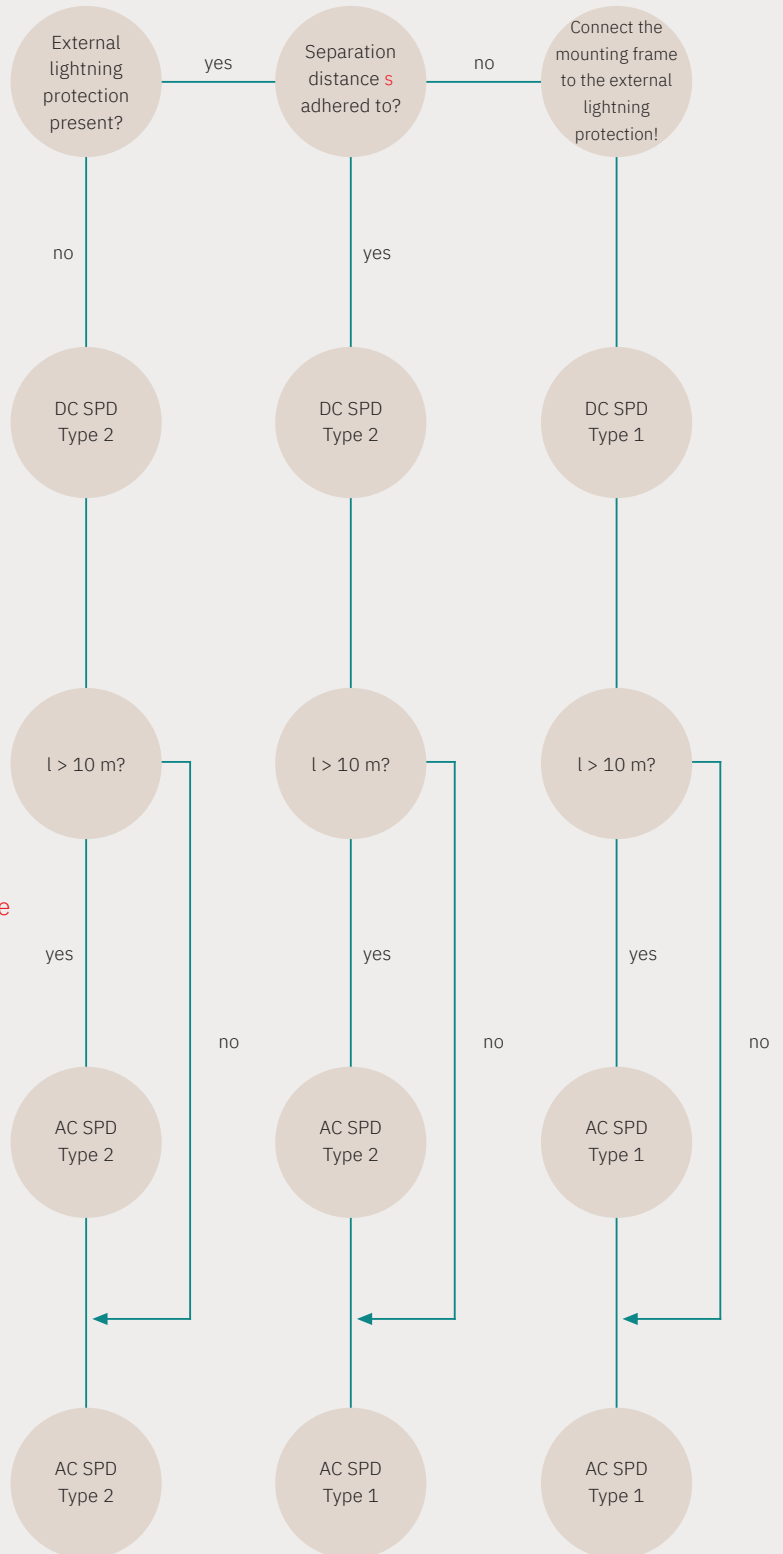 External
lightning
protection
present?
yes
Separation
distance s
adhered to?
no
Connect the
mounting frame
to the external
lightning
protection!
no
yes
DC SPD
Type 2
DC SPD
Type 2
DC SPD
Type 1
l > 10 m?
l > 10 m?
l > 10 m?
e
yes
yes
yes
no
no
no
AC SPD
Type 2
AC SPD
Type 2
AC SPD
Type 1
AC SPD
Type 2
AC SPD
Type 1
AC SPD
Type 1